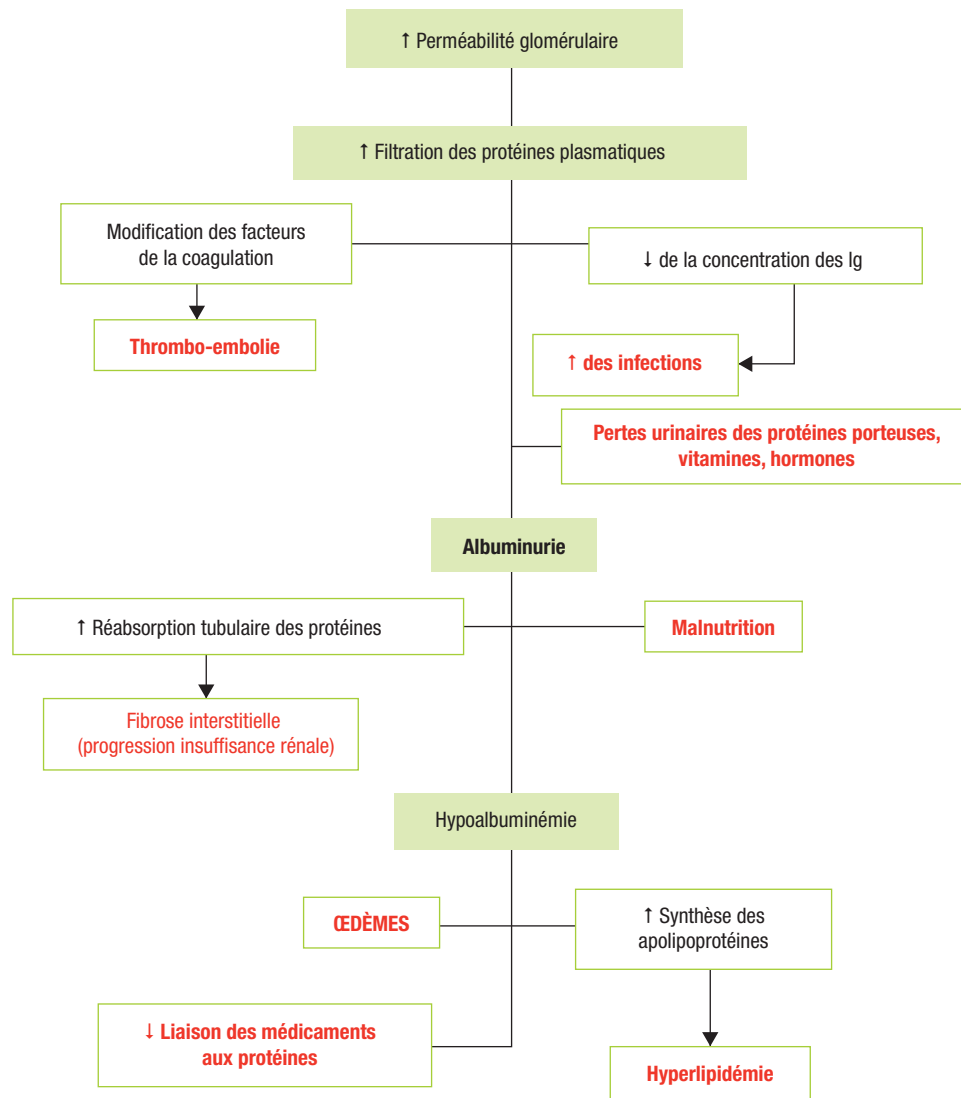 ↑ Perméabilité glomérulaire
↑ Filtration des protéines plasmatiques
Modification des facteurs
de la coagulation
↓ de la concentration des Ig
Thrombo-embolie
↑ des infections
Pertes urinaires des protéines porteuses,
vitamines, hormones
Albuminurie
↑ Réabsorption tubulaire des protéines
Malnutrition
Fibrose interstitielle
(progression insuffisance rénale)
Hypoalbuminémie
ŒDÈMES
↑ Synthèse des
apolipoprotéines
↓ Liaison des médicaments
aux protéines
Hyperlipidémie